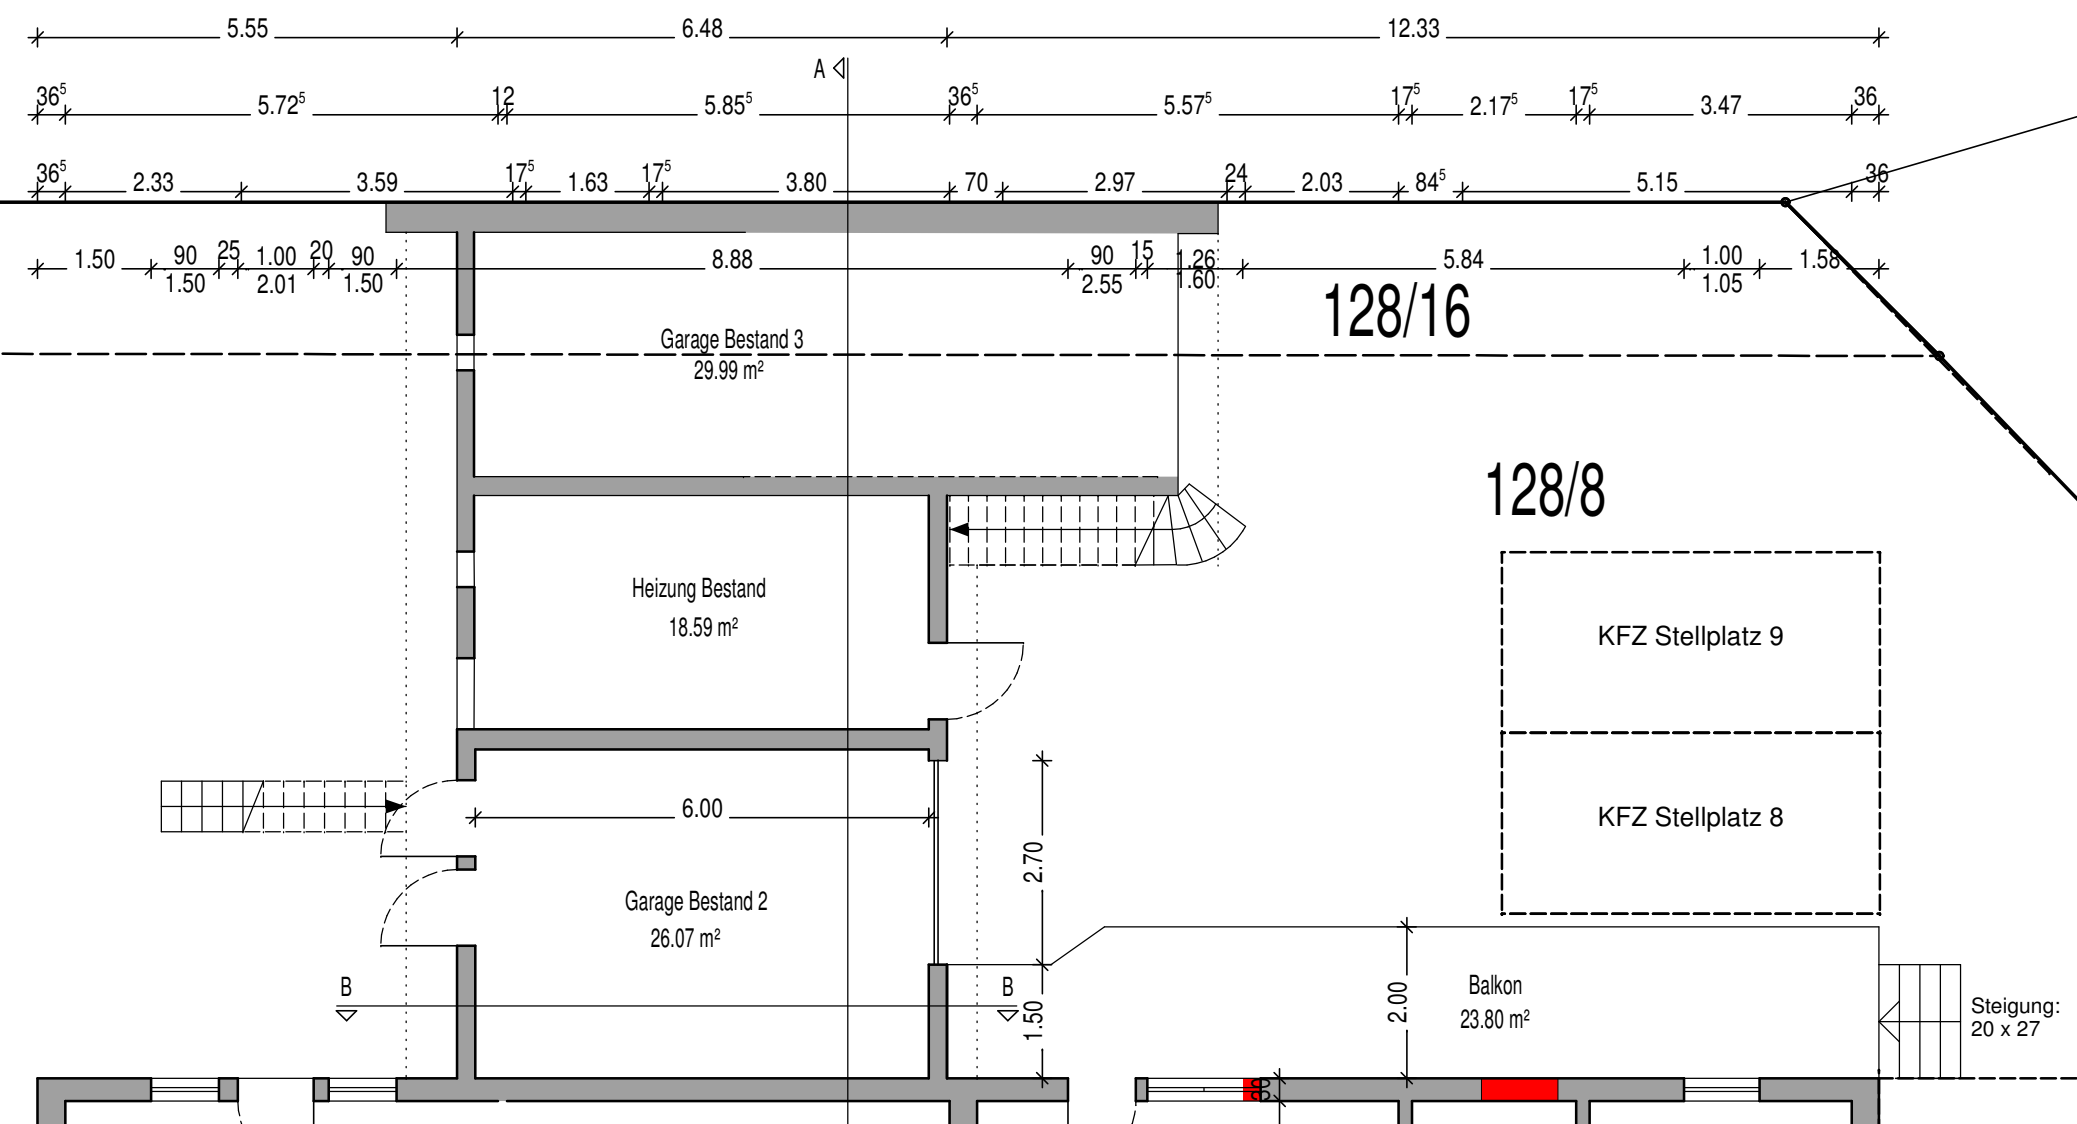 5.55 6.48 12.33
A
36⁵ 5.72⁵ 12 5.85⁵ 36⁵ 5.57⁵ 17⁵ 2.17⁵ 17⁵ 3.47 36
36⁵ 2.33 3.59 17⁵ 1.63 17⁵ 3.80 70 2.97 24 2.03 84⁵ 5.15 36
1.50 90 25 1.00 20 90 8.88 90 15 1.26 5.84 1.00 1.58
1.50 2.01 1.50 2.55 1.60 1.05
128/16
Garage Bestand 3
29.99 m²
128/8
Heizung Bestand
18.59 m²
KFZ Stellplatz 9
6.00
KFZ Stellplatz 8
2.70
Garage Bestand 2
26.07 m²
B B
1.50
2.00
Balkon
23.80 m²
Steigung:
20 x 27
30